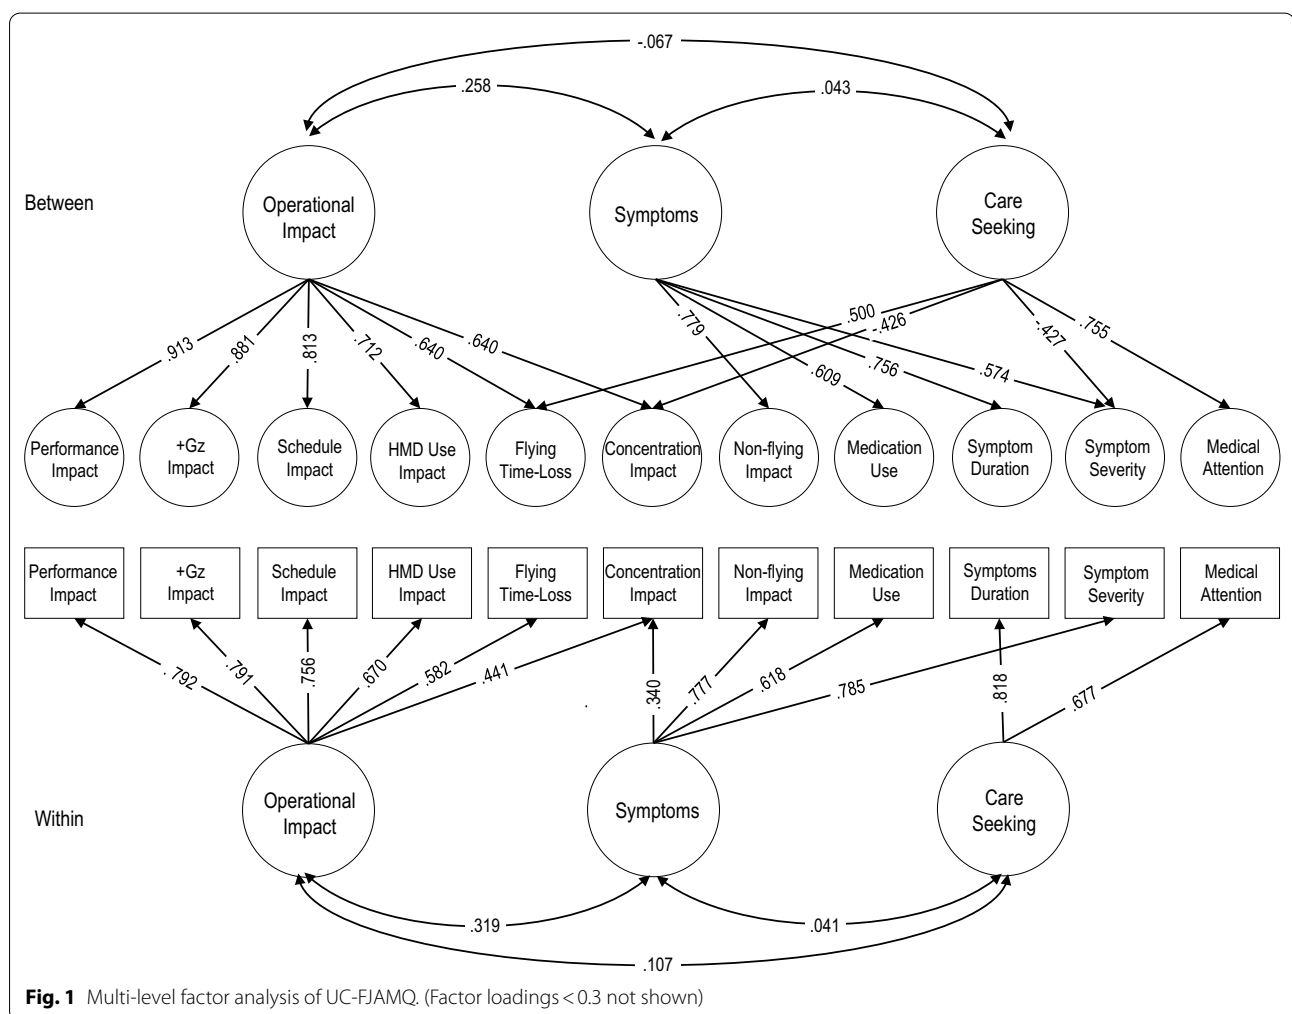 -.067
.258
.043
Between
Operational
Impact
Symptoms
Care
Seeking
.913
.881
.813
.712
.640
.640
.779
.609
.756
.574
.500
-.426
-.427
.755
Performance
Impact
+Gz
Impact
Schedule
Impact
HMD Use
Impact
Flying
Time-Loss
Concentration
Impact
Non-flying
Impact
Medication
Use
Symptom
Duration
Symptom
Severity
Medical
Attention
Performance
Impact
+Gz
Impact
Schedule
Impact
HMD Use
Impact
Flying
Time-Loss
Concentration
Impact
Non-flying
Impact
Medication
Use
Symptoms
Duration
Symptom
Severity
Medical
Attention
.792
.791
.756
.670
.582
.441
.340
.777
.618
.785
.818
.677
Within
Operational
Impact
Symptoms
Care
Seeking
.319
.041
.107
Fig. 1 Multi-level factor analysis of UC-FJAMQ. (Factor loadings < 0.3 not shown)